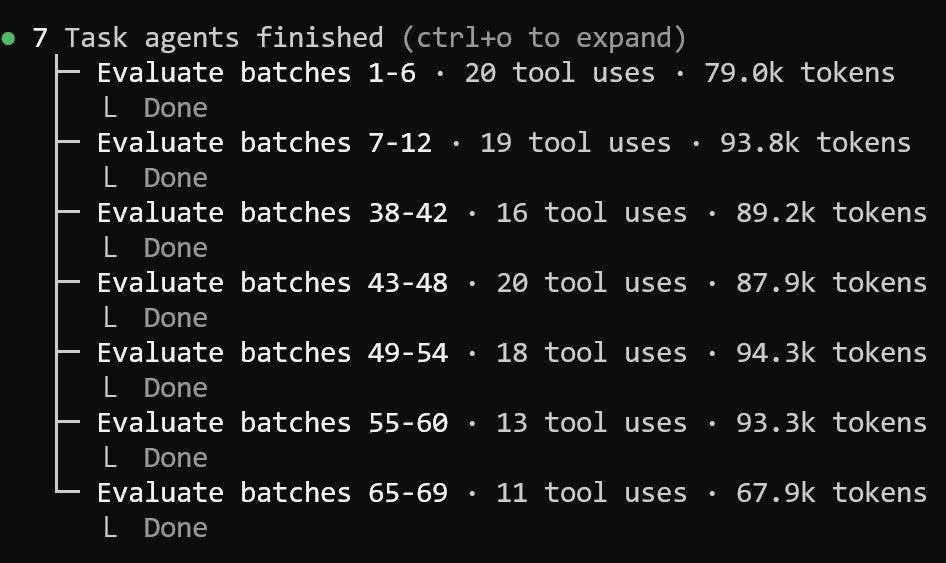 ● 7 Task agents finished (ctrl+o to expand)
├─ Evaluate batches 1-6 · 20 tool uses · 79.0k tokens
│  L Done
├─ Evaluate batches 7-12 · 19 tool uses · 93.8k tokens
│  L Done
├─ Evaluate batches 38-42 · 16 tool uses · 89.2k tokens
│  L Done
├─ Evaluate batches 43-48 · 20 tool uses · 87.9k tokens
│  L Done
├─ Evaluate batches 49-54 · 18 tool uses · 94.3k tokens
│  L Done
├─ Evaluate batches 55-60 · 13 tool uses · 93.3k tokens
│  L Done
└─ Evaluate batches 65-69 · 11 tool uses · 67.9k tokens
   L Done